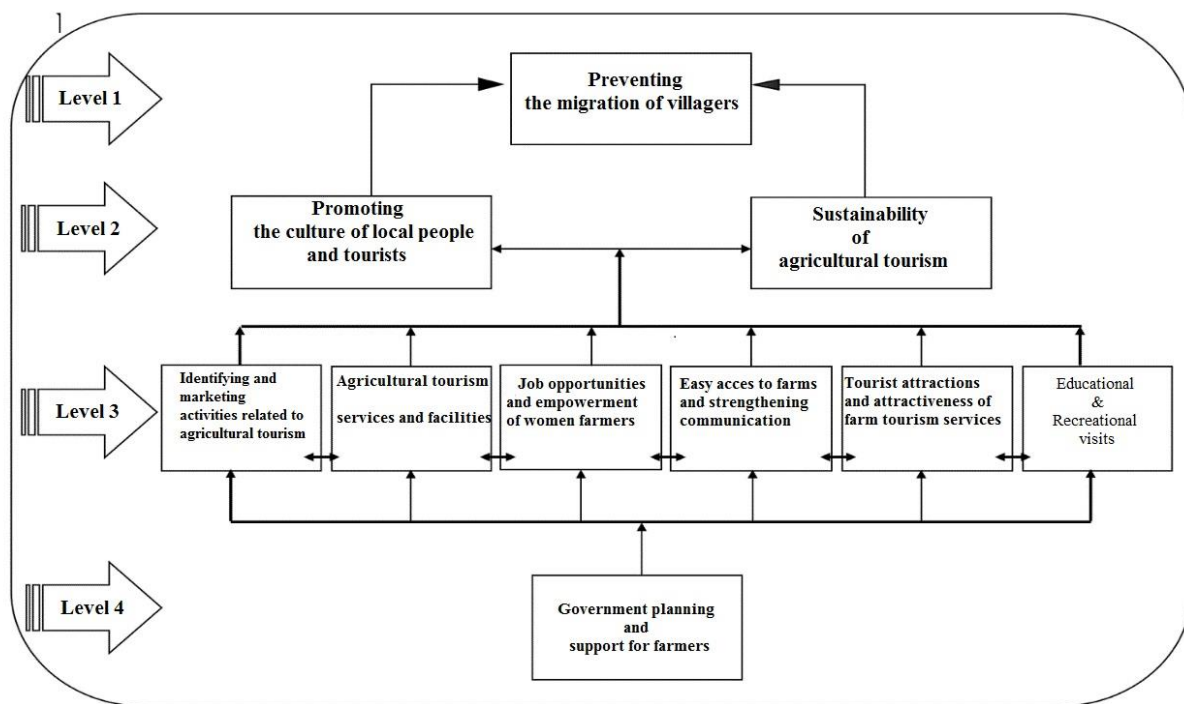 Level 1
Preventing
the migration of villagers
Level 2
Promoting
the culture of local people
and tourists
Sustainability
of
agricultural tourism
Level 3
Identifying and
marketing
activities related to
agricultural tourism
Agricultural tourism
services and facilities
Job opportunities
and empowerment
of women farmers
Easy acces to farms
and strengthening
communication
Tourist attractions
and attractiveness of
farm tourism services
Educational
&
Recreational
visits
Level 4
Government planning
and
support for farmers